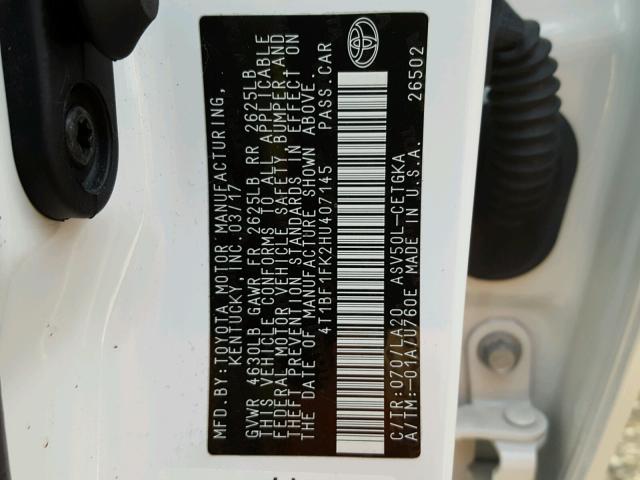 MFD.BY:TOYOTA MOTOR MANUFACTURING,
KENTUCKY, INC. 03/17
GVWR 4630LB GAWR FR 2625LB RR 2625LB
THIS VEHICLE CONFORMS TO ALL APPLICABLE
FEDERAL MOTOR VEHICLE SAFETY, BUMPER, AND
THEFT PREVENTION STANDARDS IN EFFECT ON
THE DATE OF MANUFACTURE SHOWN ABOVE.
4T1BF1FK2HU407145 PASS.CAR
C/TR:070/LA20 ASV50L-CETGKA
A/TM:-01A/U760E MADE IN U.S.A.
26502